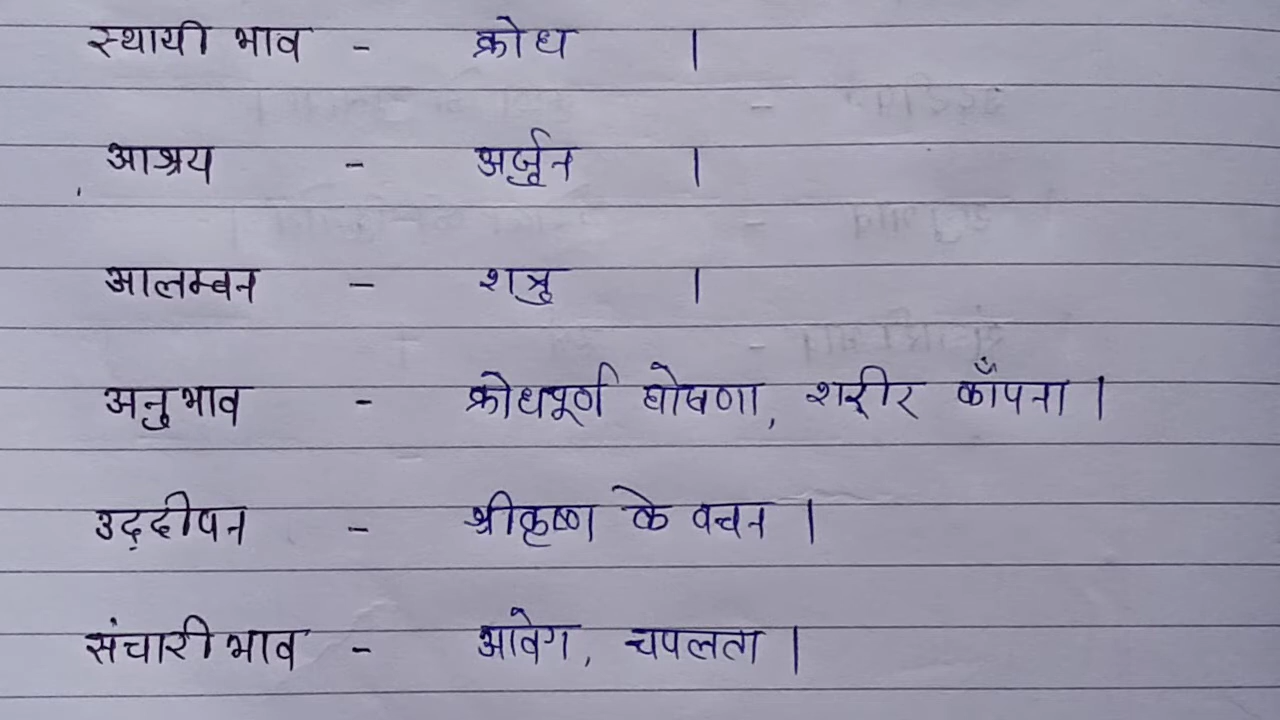 स्थायी भाव - क्रोध ।
आश्रय - अर्जुन ।
आलम्बन - शत्रु ।
अनुभाव - क्रोधपूर्ण घोषणा, शरीर काँपना ।
उद्दीपन - श्रीकृष्ण के वचन ।
संचारी भाव - आवेग, चपलता ।